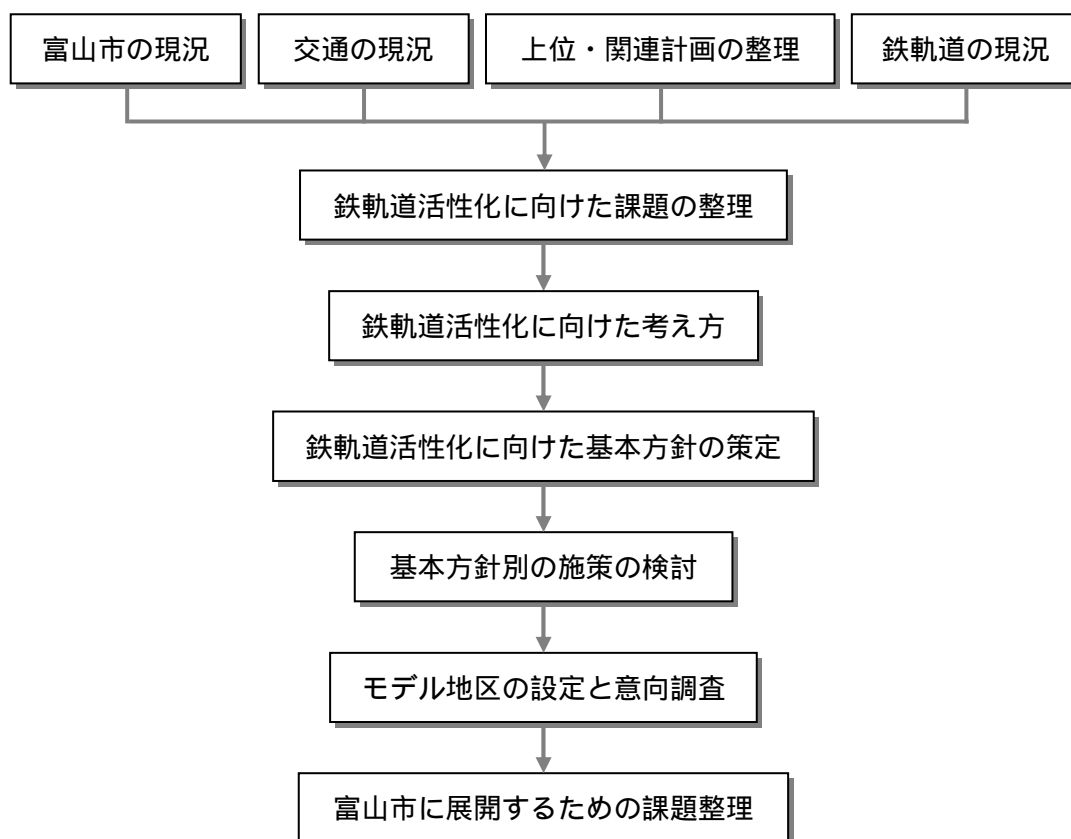 富山市の現況
交通の現況
上位・関連計画の整理
鉄軌道の現況
鉄軌道活性化に向けた課題の整理
鉄軌道活性化に向けた考え方
鉄軌道活性化に向けた基本方針の策定
基本方針別の施策の検討
モデル地区の設定と意向調査
富山市に展開するための課題整理